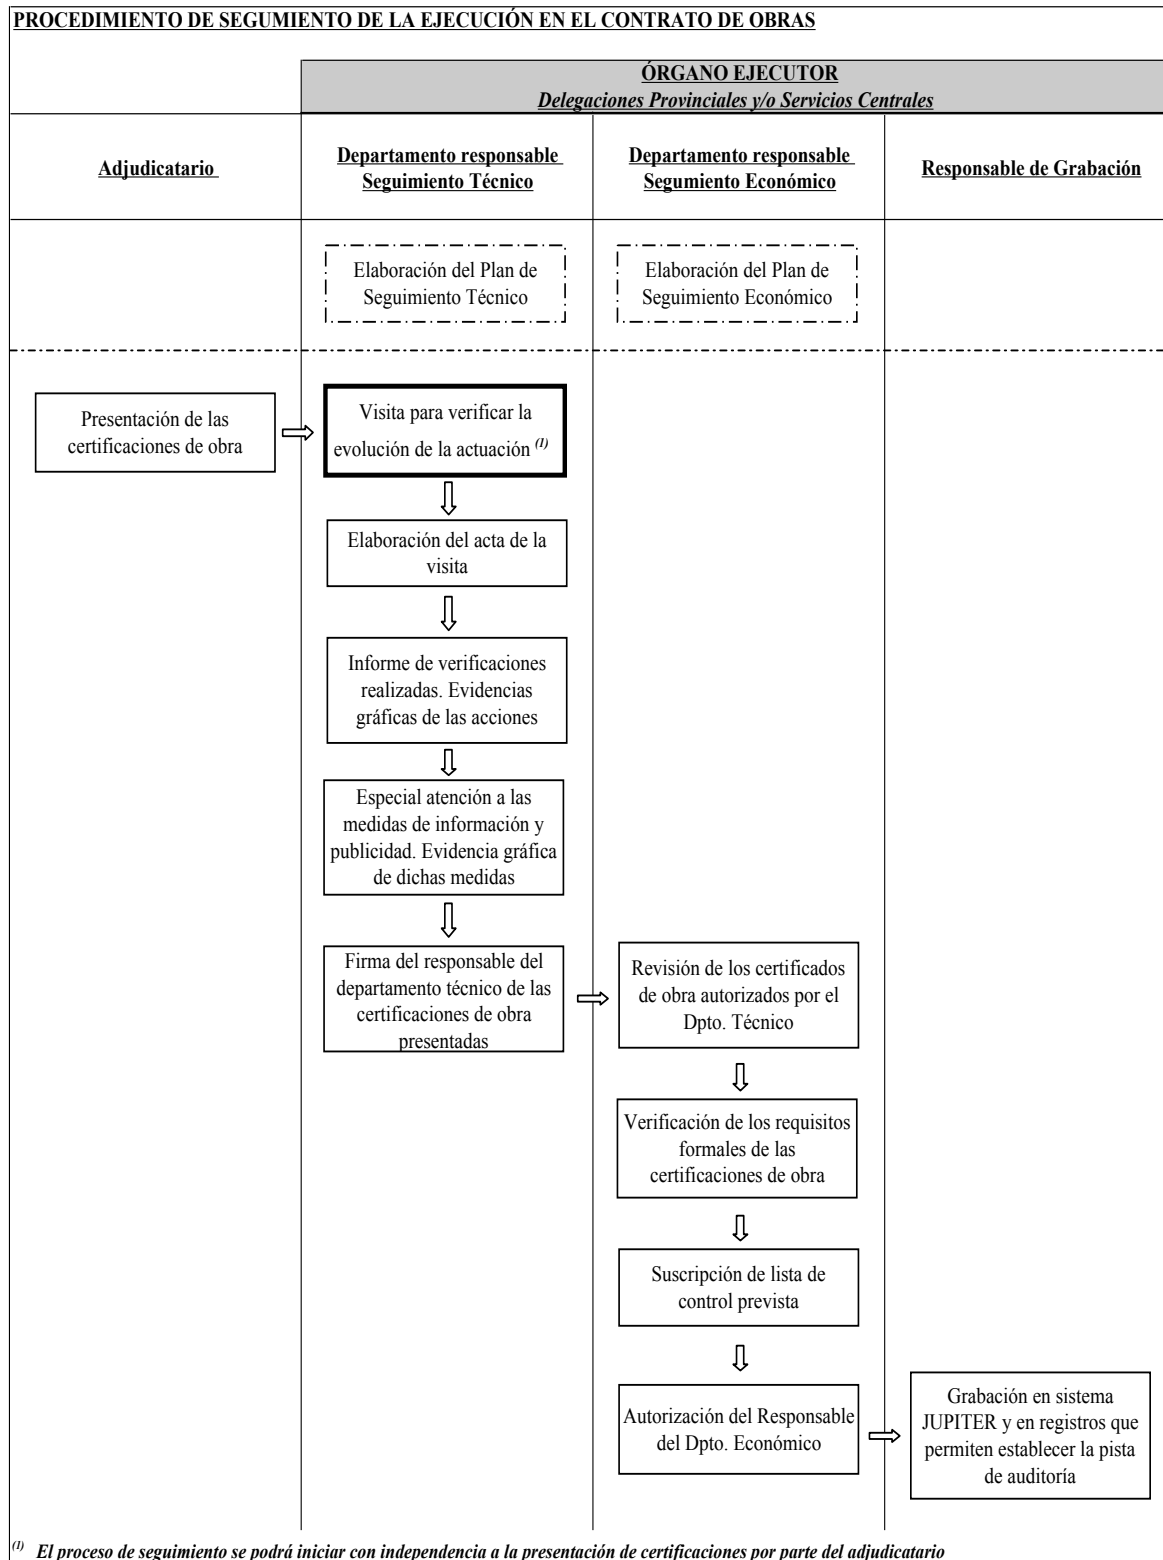 PROCEDIMIENTO DE SEGUMIENTO DE LA EJECUCIÓN EN EL CONTRATO DE OBRAS
ÓRGANO EJECUTOR
Delegaciones Provinciales y/o Servicios Centrales
Adjudicatario
Departamento responsable
Seguimiento Técnico
Departamento responsable
Segumiento Económico
Responsable de Grabación
Elaboración del Plan de
Seguimiento Técnico
Elaboración del Plan de
Seguimiento Económico
Presentación de las
certificaciones de obra
Visita para verificar la
evolución de la actuación (1)
Elaboración del acta de la
visita
Informe de verificaciones
realizadas. Evidencias
gráficas de las acciones
Especial atención a las
medidas de información y
publicidad. Evidencia gráfica
de dichas medidas
Firma del responsable del
departamento técnico de las
certificaciones de obra
presentadas
Revisión de los certificados
de obra autorizados por el
Dpto. Técnico
Verificación de los requisitos
formales de las
certificaciones de obra
Suscripción de lista de
control prevista
Autorización del Responsable
del Dpto. Económico
Grabación en sistema
JUPITER y en registros que
permiten establecer la pista
de auditoría
(1) El proceso de seguimiento se podrá iniciar con independencia a la presentación de certificaciones por parte del adjudicatario